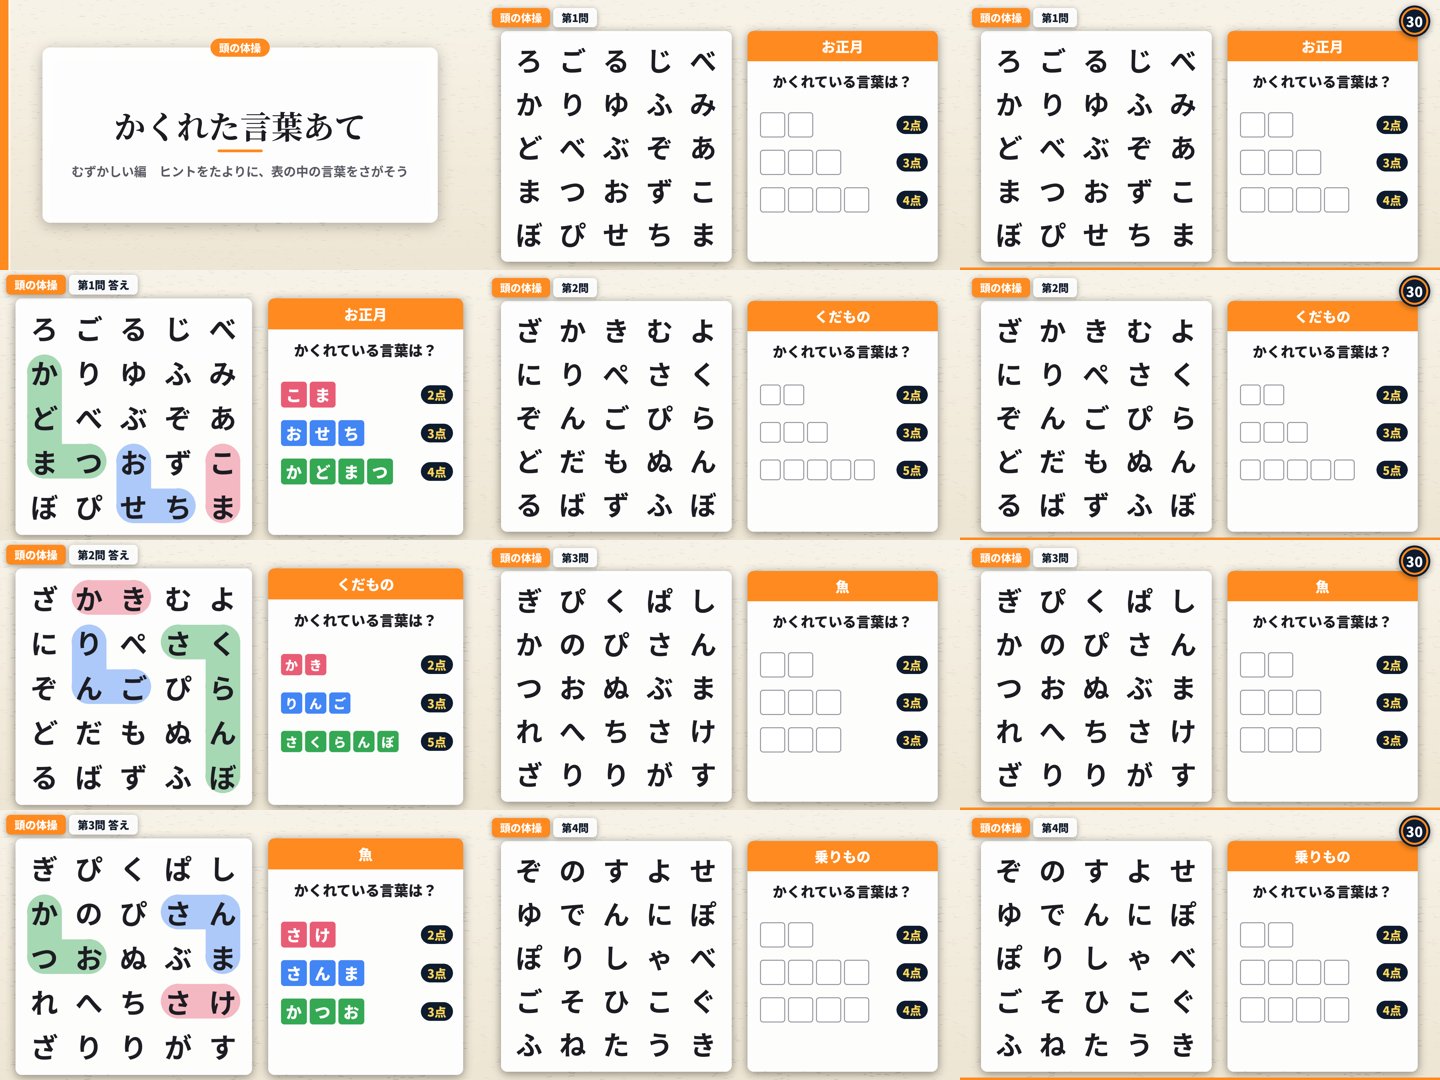 頭の体操
かくれた言葉あて
むずかしい編 ヒントをたよりに、表の中の言葉をさがそう
頭の体操 第1問
ろ ご る じ べ
か り ゆ ふ み
ど べ ぶ ぞ あ
ま つ お ず こ
ぼ ぴ せ ち ま
お正月
かくれている言葉は？
2点
3点
4点
頭の体操 第1問
30
ろ ご る じ べ
か り ゆ ふ み
ど べ ぶ ぞ あ
ま つ お ず こ
ぼ ぴ せ ち ま
お正月
かくれている言葉は？
2点
3点
4点
頭の体操 第1問 答え
ろ ご る じ べ
か り ゆ ふ み
ど べ ぶ ぞ あ
ま つ お ず こ
ぼ ぴ せ ち ま
お正月
かくれている言葉は？
こま 2点
おせち 3点
かどまつ 4点
頭の体操 第2問
ざ か き む よ
に り ぺ さ く
ぞ ん ご ぴ ら
ど だ も ぬ ん
る ば ず ふ ぼ
くだもの
かくれている言葉は？
2点
3点
5点
頭の体操 第2問
30
ざ か き む よ
に り ぺ さ く
ぞ ん ご ぴ ら
ど だ も ぬ ん
る ば ず ふ ぼ
くだもの
かくれている言葉は？
2点
3点
5点
頭の体操 第2問 答え
ざ か き む よ
に り ぺ さ く
ぞ ん ご ぴ ら
ど だ も ぬ ん
る ば ず ふ ぼ
くだもの
かくれている言葉は？
かき 2点
りんご 3点
さくらんぼ 5点
頭の体操 第3問
ぎ ぴ く ぱ し
か の ぴ さ ん
つ お ぬ ぶ ま
れ へ ち さ け
ざ り り が す
魚
かくれている言葉は？
2点
3点
3点
頭の体操 第3問
30
ぎ ぴ く ぱ し
か の ぴ さ ん
つ お ぬ ぶ ま
れ へ ち さ け
ざ り り が す
魚
かくれている言葉は？
2点
3点
3点
頭の体操 第3問 答え
ぎ ぴ く ぱ し
か の ぴ さ ん
つ お ぬ ぶ ま
れ へ ち さ け
ざ り り が す
魚
かくれている言葉は？
さけ 2点
さんま 3点
かつお 3点
頭の体操 第4問
ぞ の す よ せ
ゆ で ん に ぽ
ぽ り し ゃ べ
ご そ ひ こ ぐ
ふ ね た う き
乗りもの
かくれている言葉は？
2点
4点
4点
頭の体操 第4問
30
ぞ の す よ せ
ゆ で ん に ぽ
ぽ り し ゃ べ
ご そ ひ こ ぐ
ふ ね た う き
乗りもの
かくれている言葉は？
2点
4点
4点